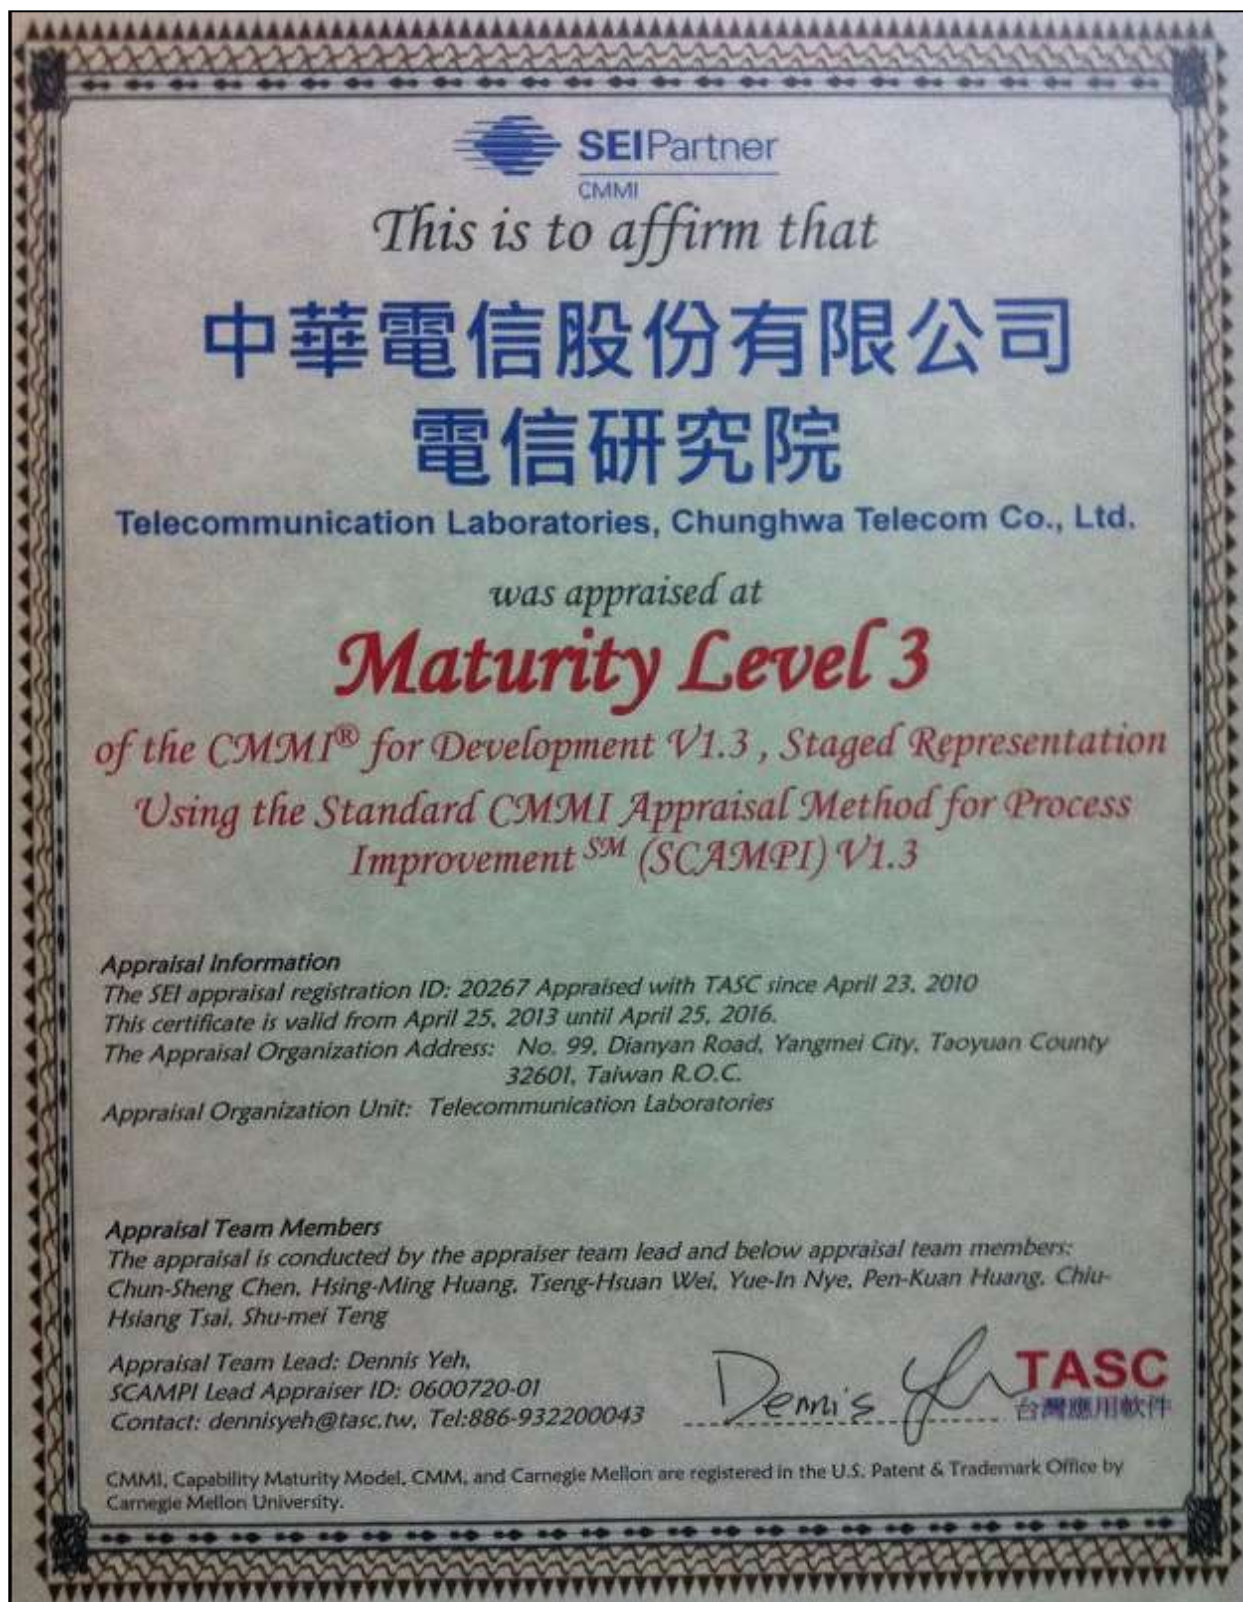 SEIPartner
CMMI
This is to affirm that
中華電信股份有限公司
電信研究院
Telecommunication Laboratories, Chunghwa Telecom Co., Ltd.
was appraised at
Maturity Level 3
of the CMMI® for Development V1.3 , Staged Representation
Using the Standard CMMI Appraisal Method for Process
Improvement SM (SCAMPI) V1.3
Appraisal Information
The SEI appraisal registration ID: 20267 Appraised with TASC since April 23, 2010
This certificate is valid from April 25, 2013 until April 25, 2016.
The Appraisal Organization Address: No. 99, Dianyan Road, Yangmei City, Taoyuan County
32601, Taiwan R.O.C.
Appraisal Organization Unit: Telecommunication Laboratories
Appraisal Team Members
The appraisal is conducted by the appraiser team lead and below appraisal team members:
Chun-Sheng Chen, Hsing-Ming Huang, Tseng-Hsuan Wei, Yue-In Nye, Pen-Kuan Huang, Chiu-
Hsiang Tsai, Shu-mei Teng
Appraisal Team Lead: Dennis Yeh,
SCAMPI Lead Appraiser ID: 0600720-01
Contact: dennisyeh@tasc.tw, Tel:886-932200043
Dennis Yeh
TASC
台灣應用軟件
CMMI, Capability Maturity Model, CMM, and Carnegie Mellon are registered in the U.S. Patent & Trademark Office by
Carnegie Mellon University.